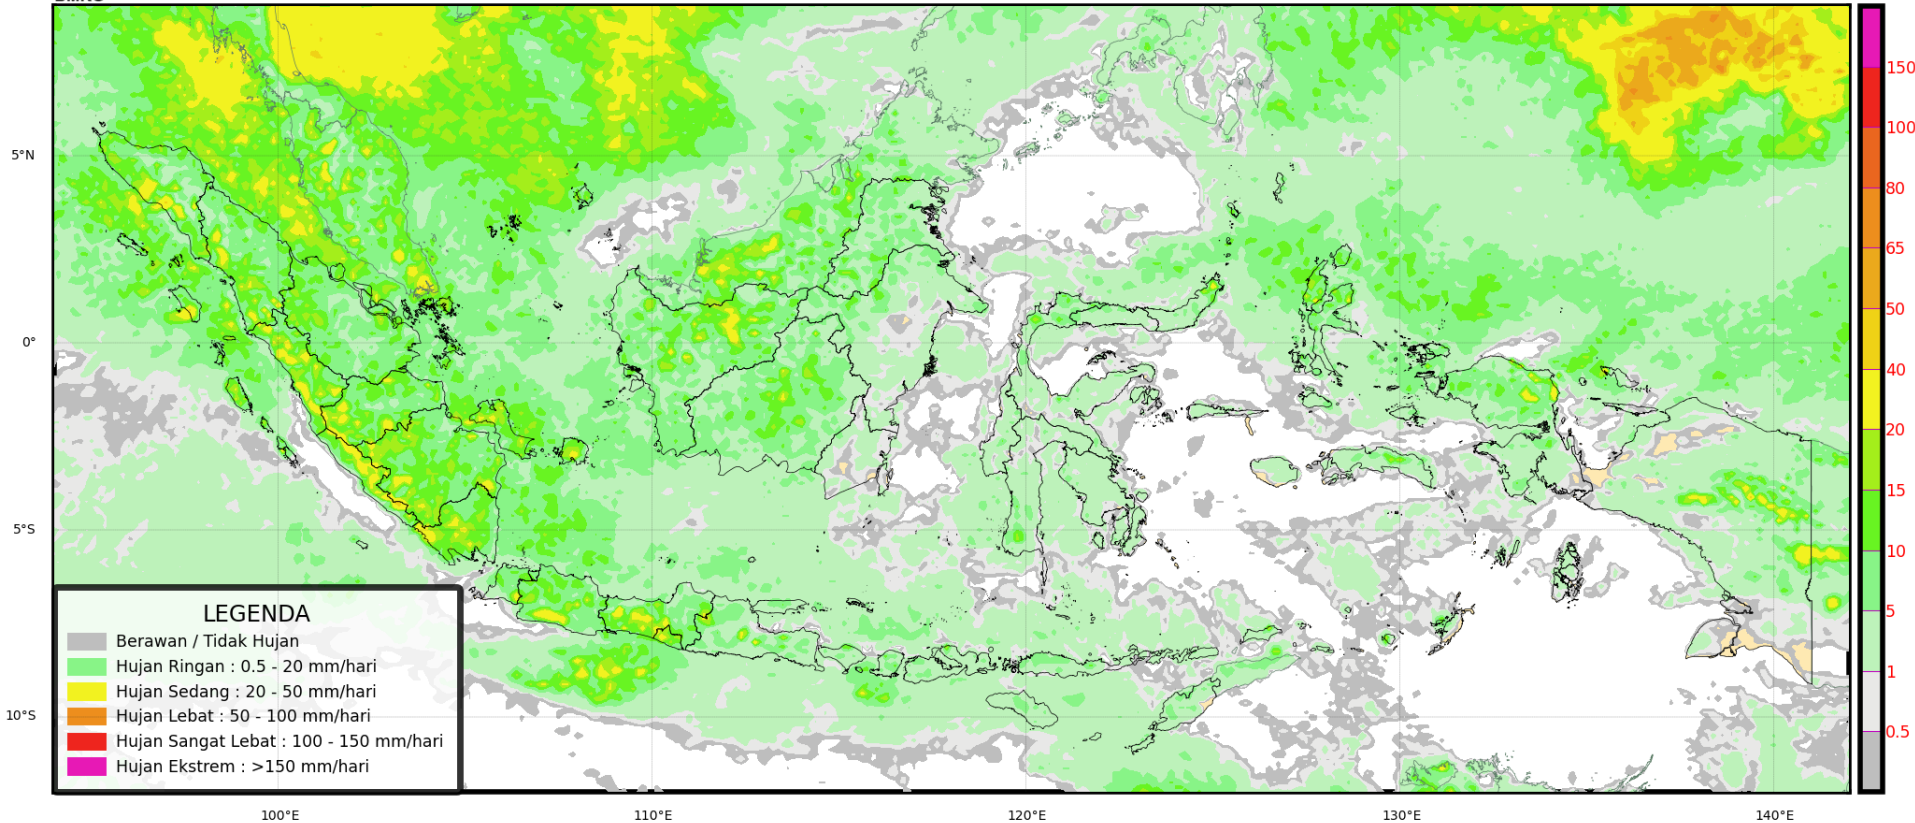 5°N
0°
5°S
10°S
100°E
110°E
120°E
130°E
140°E
LEGENDA
Berawan / Tidak Hujan
Hujan Ringan : 0.5 - 20 mm/hari
Hujan Sedang : 20 - 50 mm/hari
Hujan Lebat : 50 - 100 mm/hari
Hujan Sangat Lebat : 100 - 150 mm/hari
Hujan Ekstrem : >150 mm/hari
150
100
80
65
50
40
20
15
10
5
1
0.5